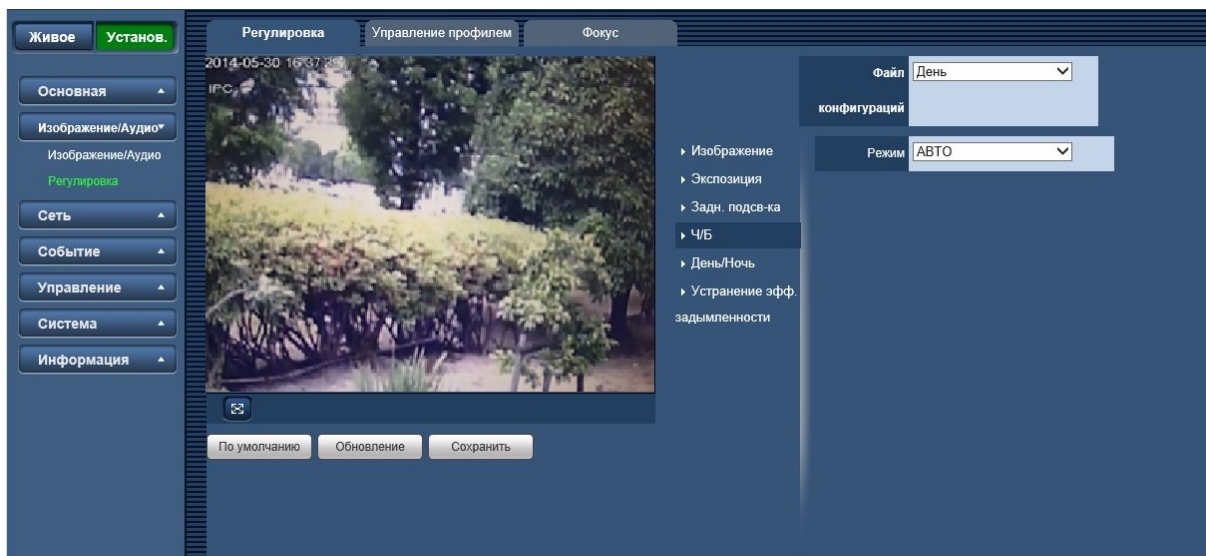 Живое
Установ.
Основная
Изображение/Аудио
Изображение/Аудио
Регулировка
Сеть
Событие
Управление
Система
Информация
Регулировка
Управление профилем
Фокус
2014-05-30 16:37:29
IPC
По умолчанию
Обновление
Сохранить
Изображение
Экспозиция
Задн. подсв-ка
Ч/Б
День/Ночь
Устранение эфф.
задымленности
Файл
конфигураций
День
Режим
АВТО